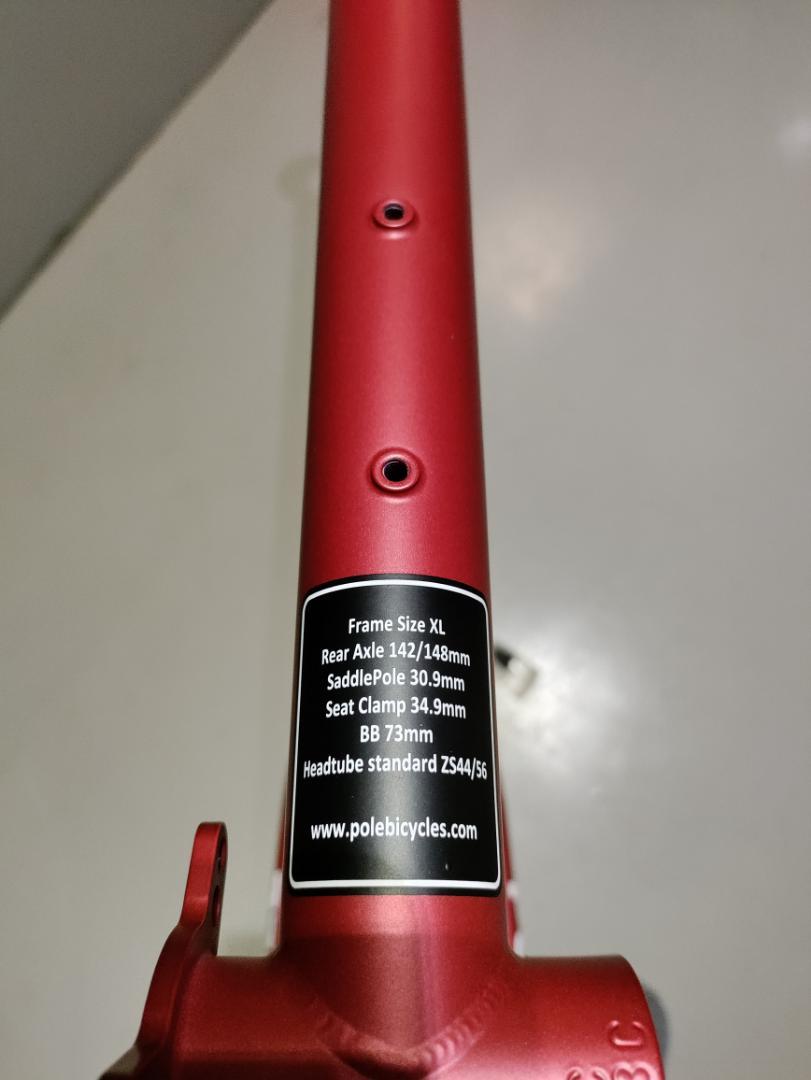 Frame Size XL
Rear Axle 142/148mm
SaddlePole 30.9mm
Seat Clamp 34.9mm
BB 73mm
Headtube standard ZS44/56
www.polebicycles.com